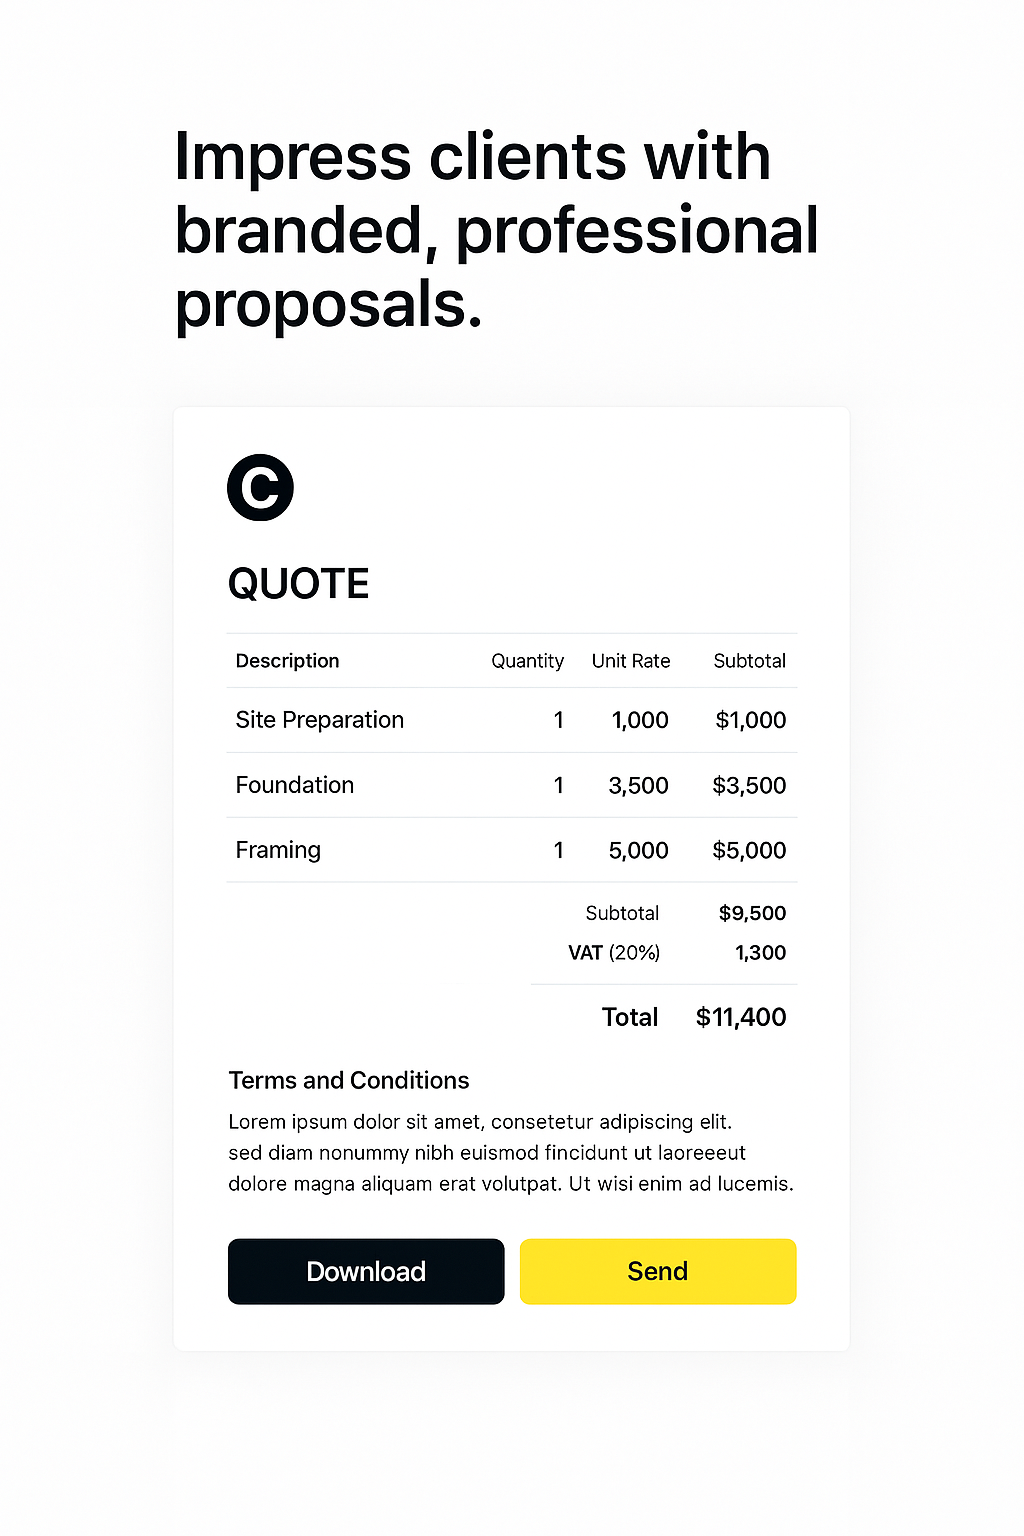 Impress clients with
branded, professional
proposals.
C
QUOTE
Description Quantity Unit Rate Subtotal
Site Preparation 1 1,000 $1,000
Foundation 1 3,500 $3,500
Framing 1 5,000 $5,000
Subtotal $9,500
VAT (20%) 1,300
Total $11,400
Terms and Conditions
Lorem ipsum dolor sit amet, consetetur adipiscing elit.
sed diam nonummy nibh euismod fincidunt ut laoreeeut
dolore magna aliquam erat volutpat. Ut wisi enim ad lucemis.
Download Send